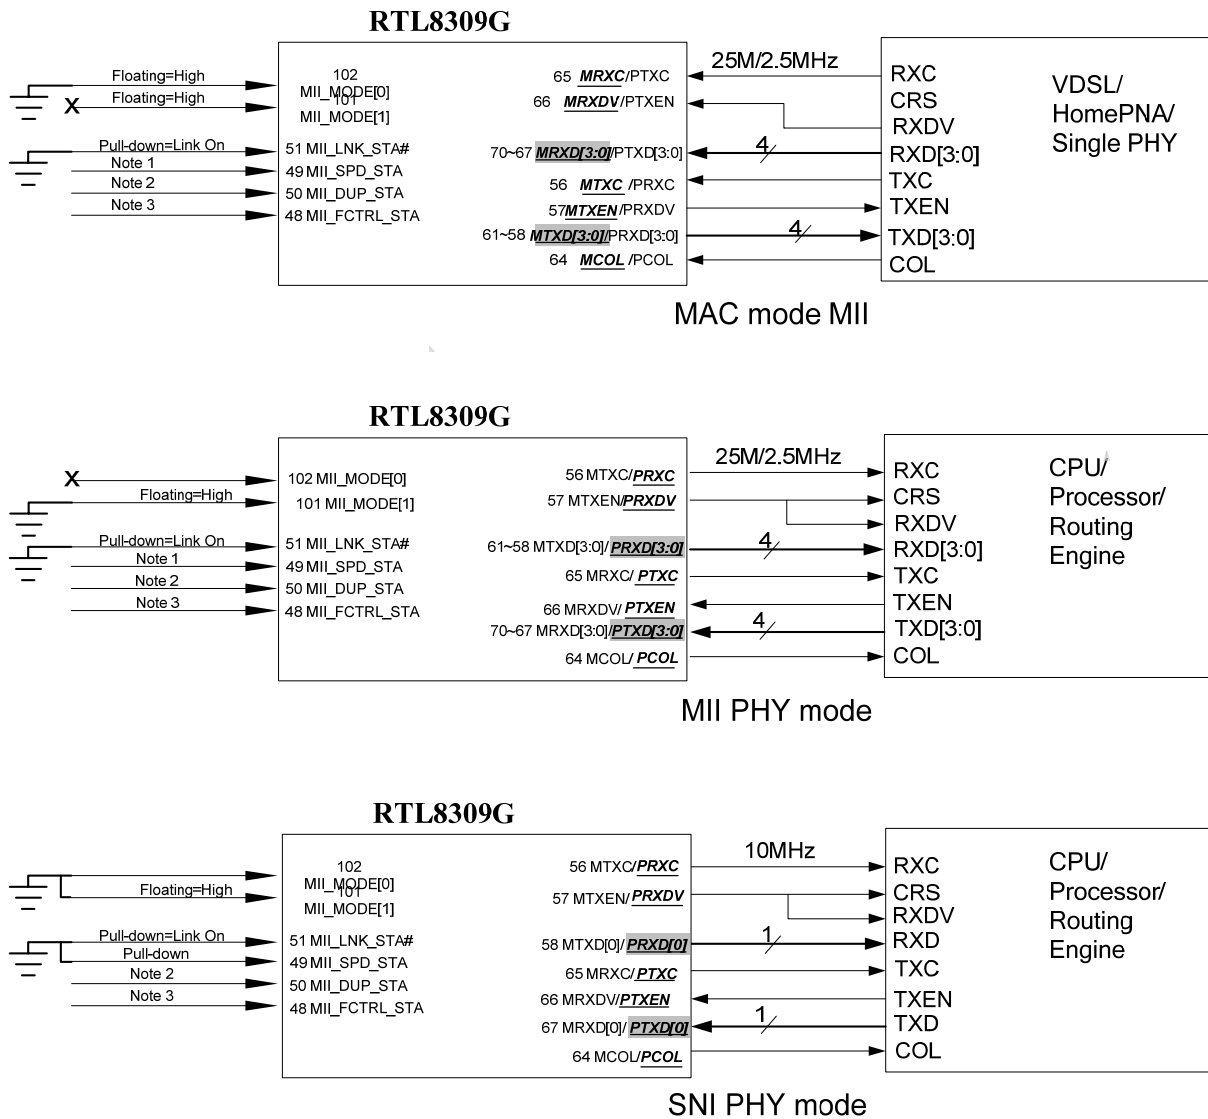 RTL8309G
Floating=High
Floating=High
Pull-down=Link On
Note 1
Note 2
Note 3
X
102
MII_MODE[0]
101
MII_MODE[1]
51 MII_LNK_STA#
49 MII_SPD_STA
50 MII_DUP_STA
48 MII_FCTRL_STA
65 MRXC/PTXC
66 MRXDV/PTXEN
70~67 MRXD[3:0]/PTXD[3:0]
56 MTXC /PRXC
57MTXEN/PRXDV
61~58 MTXD[3:0]/PRXD[3:0]
64 MCOL /PCOL
25M/2.5MHz
4
4
RXC
CRS
RXDV
RXD[3:0]
TXC
TXEN
TXD[3:0]
COL
VDSL/
HomePNA/
Single PHY
MAC mode MII
RTL8309G
X
Floating=High
Pull-down=Link On
Note 1
Note 2
Note 3
102 MII_MODE[0]
101 MII_MODE[1]
51 MII_LNK_STA#
49 MII_SPD_STA
50 MII_DUP_STA
48 MII_FCTRL_STA
56 MTXC/PRXC
57 MTXEN/PRXDV
61~58 MTXD[3:0]/PRXD[3:0]
65 MRXC/ PTXC
66 MRXDV/ PTXEN
70~67 MRXD[3:0]/PTXD[3:0]
64 MCOL/ PCOL
25M/2.5MHz
4
4
RXC
CRS
RXDV
RXD[3:0]
TXC
TXEN
TXD[3:0]
COL
CPU/
Processor/
Routing
Engine
MII PHY mode
RTL8309G
Floating=High
Pull-down=Link On
Pull-down
Note 2
Note 3
102
MII_MODE[0]
101
MII_MODE[1]
51 MII_LNK_STA#
49 MII_SPD_STA
50 MII_DUP_STA
48 MII_FCTRL_STA
56 MTXC/PRXC
57 MTXEN/PRXDV
58 MTXD[0]/ PRXD[0]
65 MRXC/PTXC
66 MRXDV/PTXEN
67 MRXD[0]/ PTXD[0]
64 MCOL/PCOL
10MHz
1
1
RXC
CRS
RXDV
RXD
TXC
TXEN
TXD
COL
CPU/
Processor/
Routing
Engine
SNI PHY mode